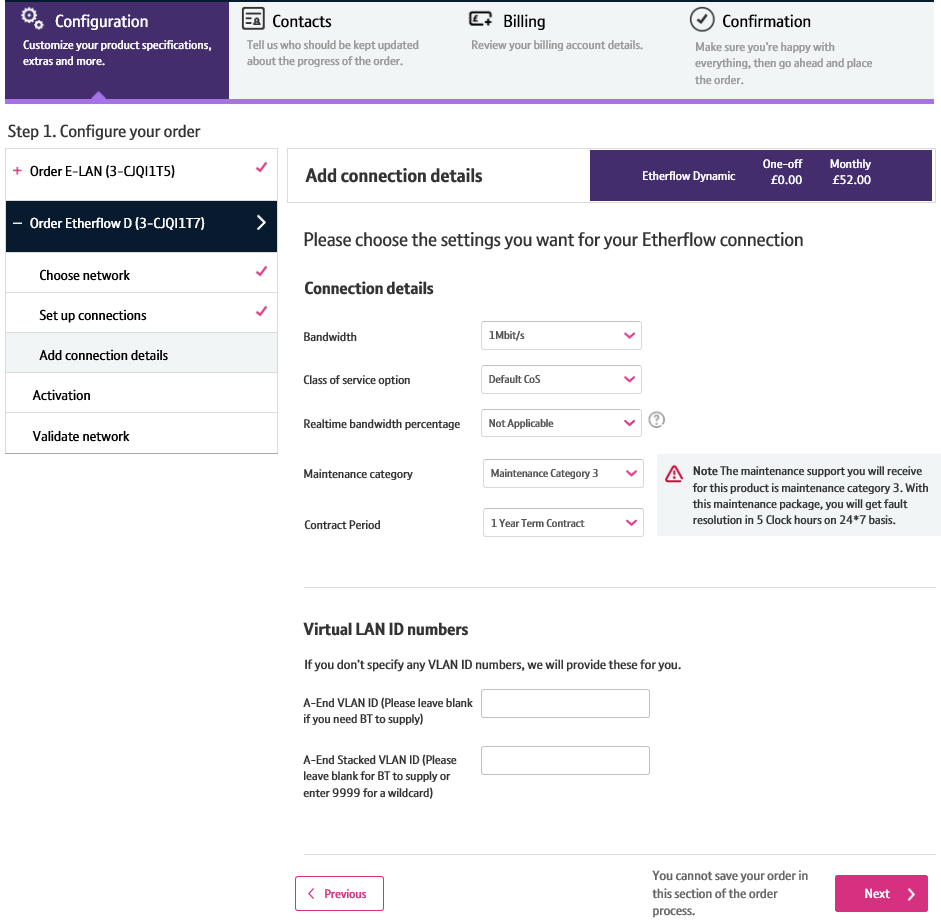 Configuration
Customize your product specifications,
extras and more.
Contacts
Tell us who should be kept updated
about the progress of the order.
Billing
Review your billing account details.
Confirmation
Make sure you're happy with
everything, then go ahead and place
the order.
Step 1. Configure your order
+ Order E-LAN (3-CJQI1T5)
– Order Etherflow D (3-CJQI1T7)
Choose network
Set up connections
Add connection details
Activation
Validate network
Add connection details
Etherflow Dynamic
One-off
£0.00
Monthly
£52.00
Please choose the settings you want for your Etherflow connection
Connection details
Bandwidth
1Mbit/s
Class of service option
Default CoS
Realtime bandwidth percentage
Not Applicable
?
Maintenance category
Maintenance Category 3
Note The maintenance support you will receive
for this product is maintenance category 3. With
this maintenance package, you will get fault
resolution in 5 Clock hours on 24*7 basis.
Contract Period
1 Year Term Contract
Virtual LAN ID numbers
If you don't specify any VLAN ID numbers, we will provide these for you.
A-End VLAN ID (Please leave blank
if you need BT to supply)
A-End Stacked VLAN ID (Please
leave blank for BT to supply or
enter 9999 for a wildcard)
Previous
You cannot save your order in
this section of the order
process.
Next